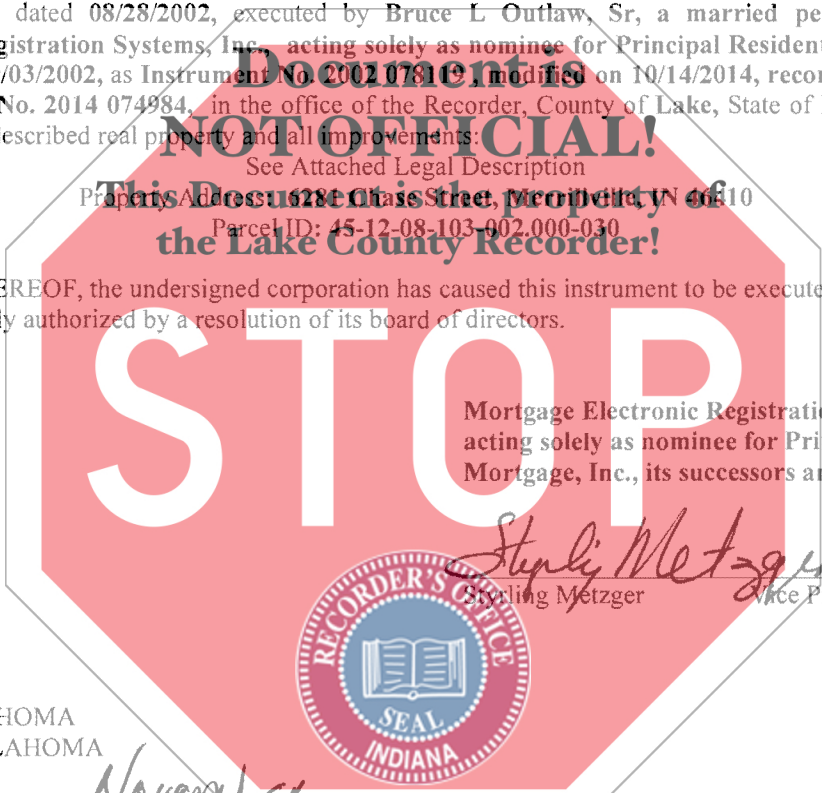 dated 08/28/2002, executed by Bruce L Outlaw, Sr, a married pe
istration Systems, Inc., acting solely as nominee for Principal Resident
/03/2002, as Instrument No. 2002 078119, modified on 10/14/2014, recor
Document is
No. 2014 074984, in the office of the Recorder, County of Lake, State of
escribed real property and all improvements:
NOT OFFICIAL!
See Attached Legal Description
Property Address: 6281 Chase Street, Merrillville, IN 46410
This Document is the property of
Parcel ID: 45-12-08-103-002.000-030
the Lake County Recorder!
EREOF, the undersigned corporation has caused this instrument to be execute
y authorized by a resolution of its board of directors.
STOP
Mortgage Electronic Registrati
acting solely as nominee for Pri
Mortgage, Inc., its successors a
Styrling Metzger
Styrling Metzger Vice P
RECORDER'S OFFICE
SEAL
INDIANA
HOMA
LAHOMA